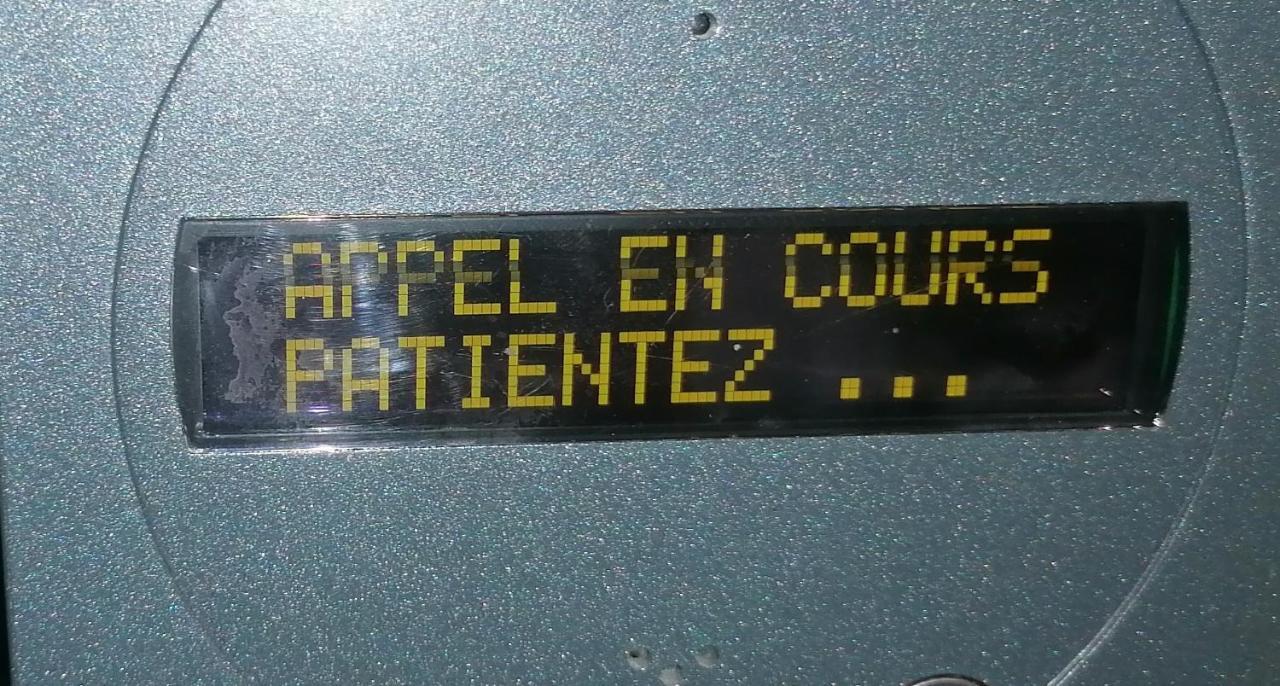 APPEL EN COURS
PATIENTEZ ...